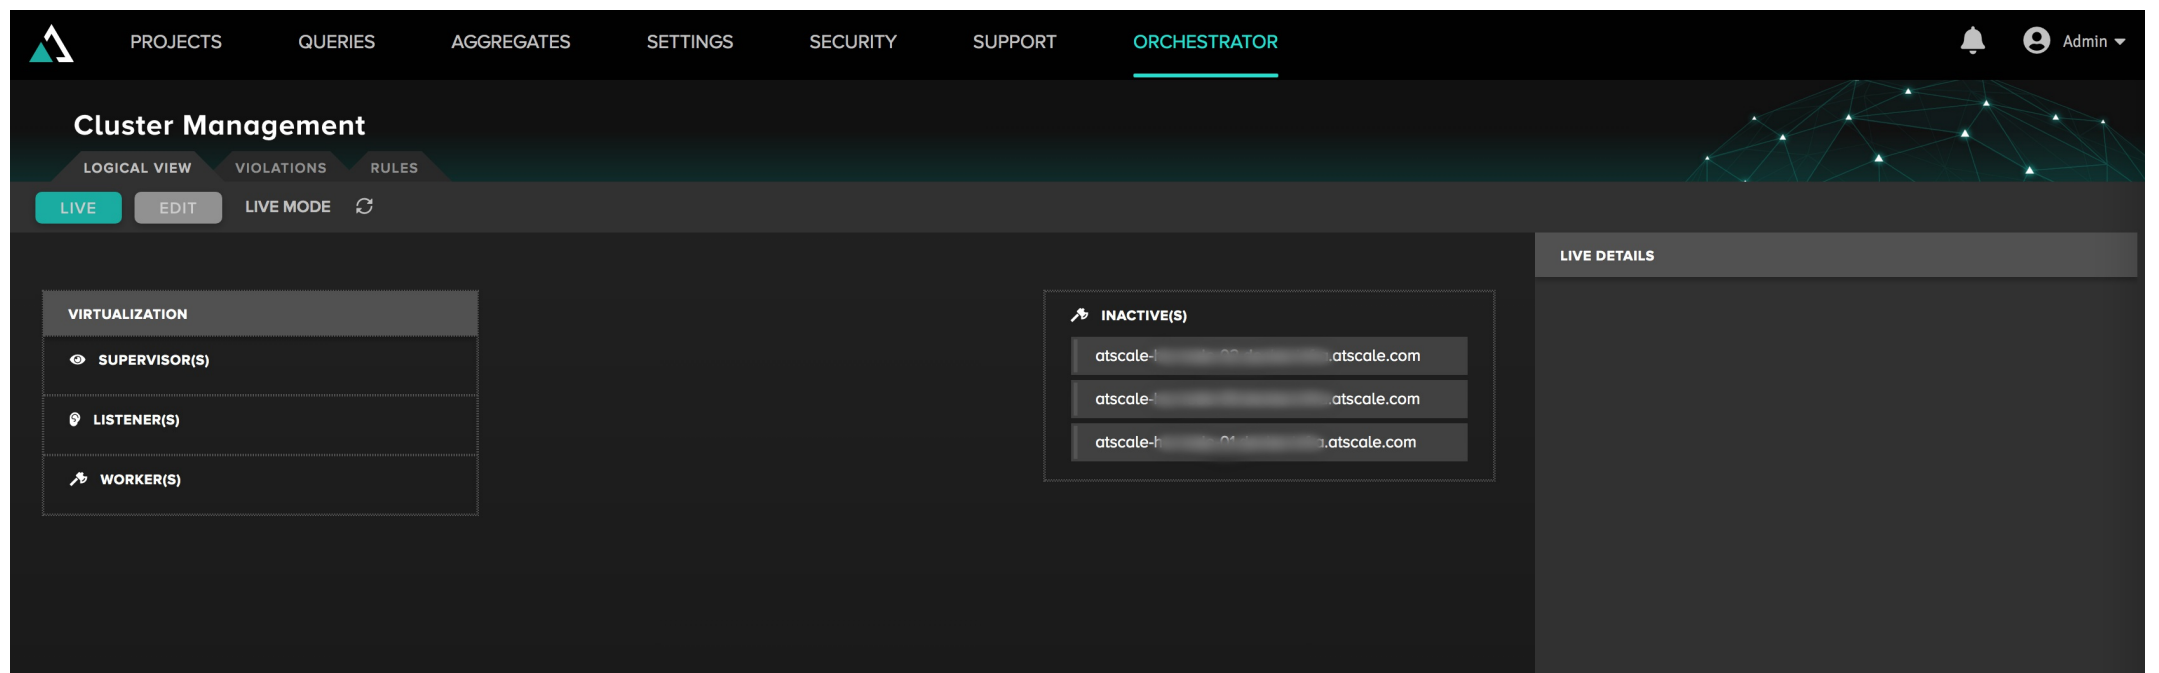 PROJECTS QUERIES AGGREGATES SETTINGS SECURITY SUPPORT ORCHESTRATOR Admin
Cluster Management
LOGICAL VIEW VIOLATIONS RULES
LIVE EDIT LIVE MODE
LIVE DETAILS
VIRTUALIZATION
SUPERVISOR(S)
LISTENER(S)
WORKER(S)
INACTIVE(S)
atscale- .atscale.com
atscale- .atscale.com
atscale- .atscale.com